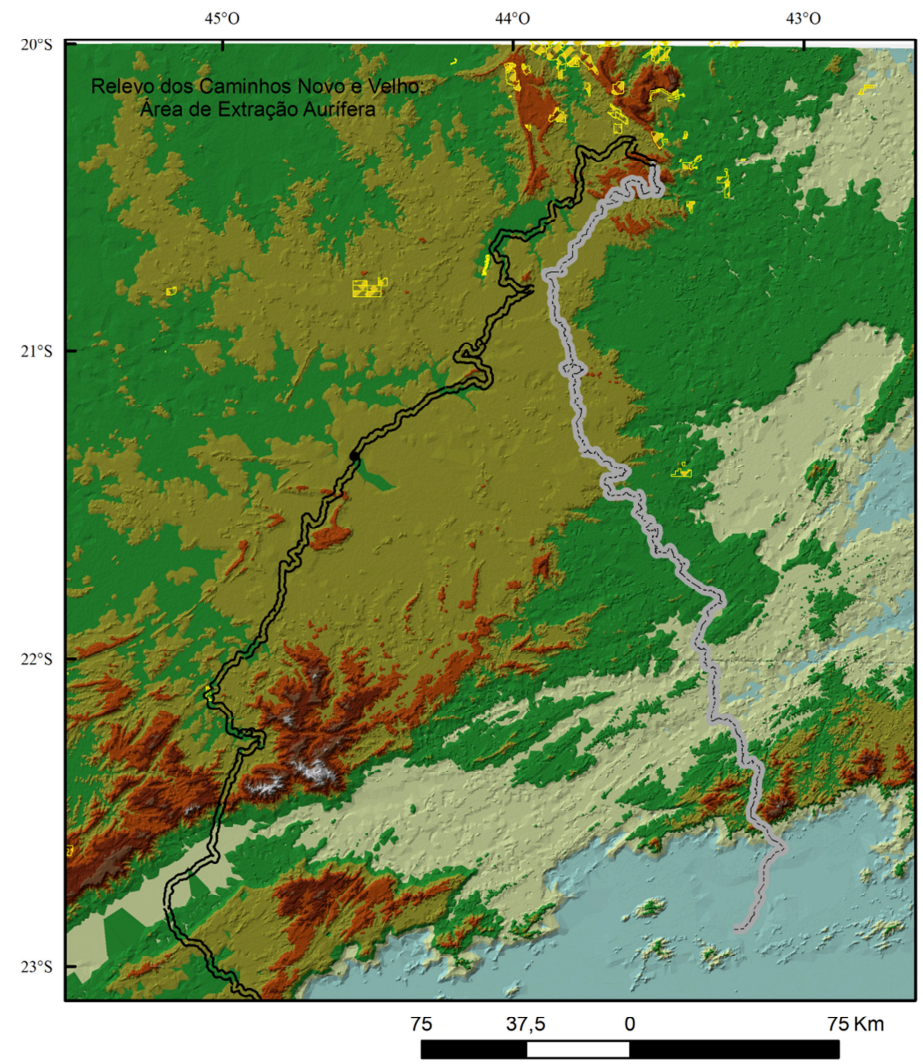 45°O 44°O 43°O
20°S
Relevo dos Caminhos Novo e Velho:
Área de Extração Aurífera
21°S
22°S
23°S
75 37,5 0 75 Km